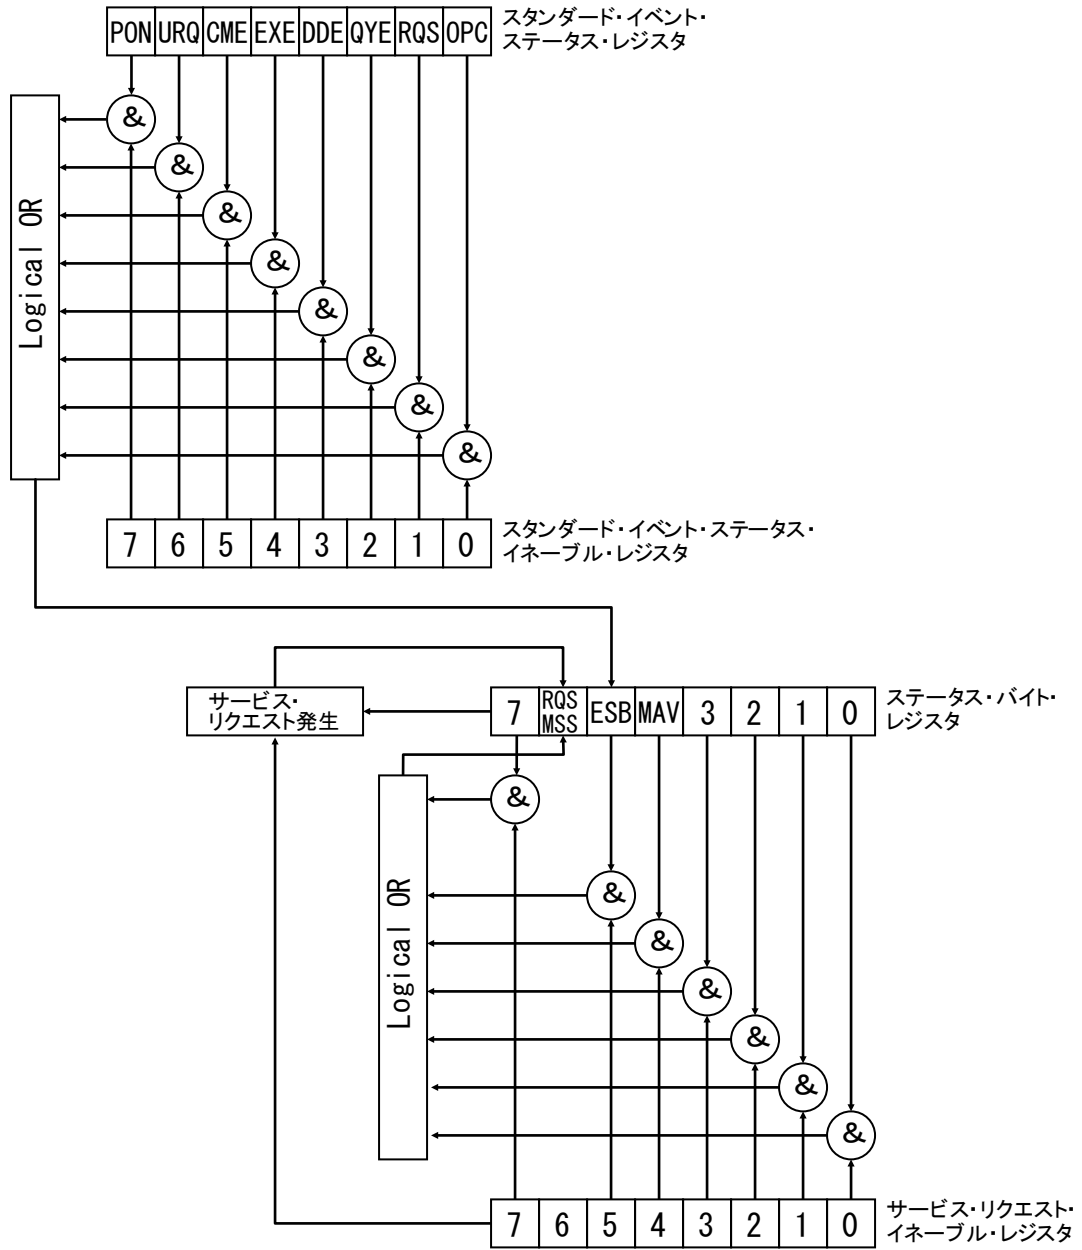 PON URQ CME EXE DDE QYE RQS OPC
スタンダード・イベント・
ステータス・レジスタ
&
&
&
&
&
&
&
&
Logical OR
7 6 5 4 3 2 1 0
スタンダード・イベント・ステータス・
イネーブル・レジスタ
サービス・
リクエスト発生
7 RQS MSS ESB MAV 3 2 1 0
ステータス・バイト・
レジスタ
&
&
&
&
&
&
&
Logical OR
7 6 5 4 3 2 1 0
サービス・リクエスト・
イネーブル・レジスタ